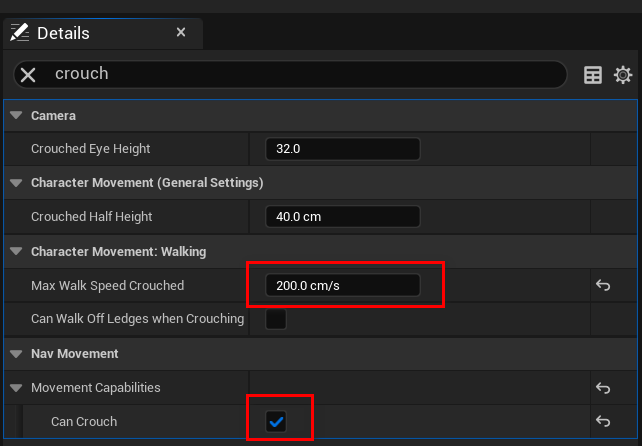 Details
crouch
Camera
Crouched Eye Height 32.0
Character Movement (General Settings)
Crouched Half Height 40.0 cm
Character Movement: Walking
Max Walk Speed Crouched 200.0 cm/s
Can Walk Off Ledges when Crouching
Nav Movement
Movement Capabilities
Can Crouch